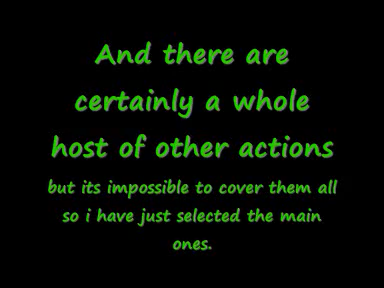 And there are
certainly a whole
host of other actions
but its impossible to cover them all
so i have just selected the main
ones.